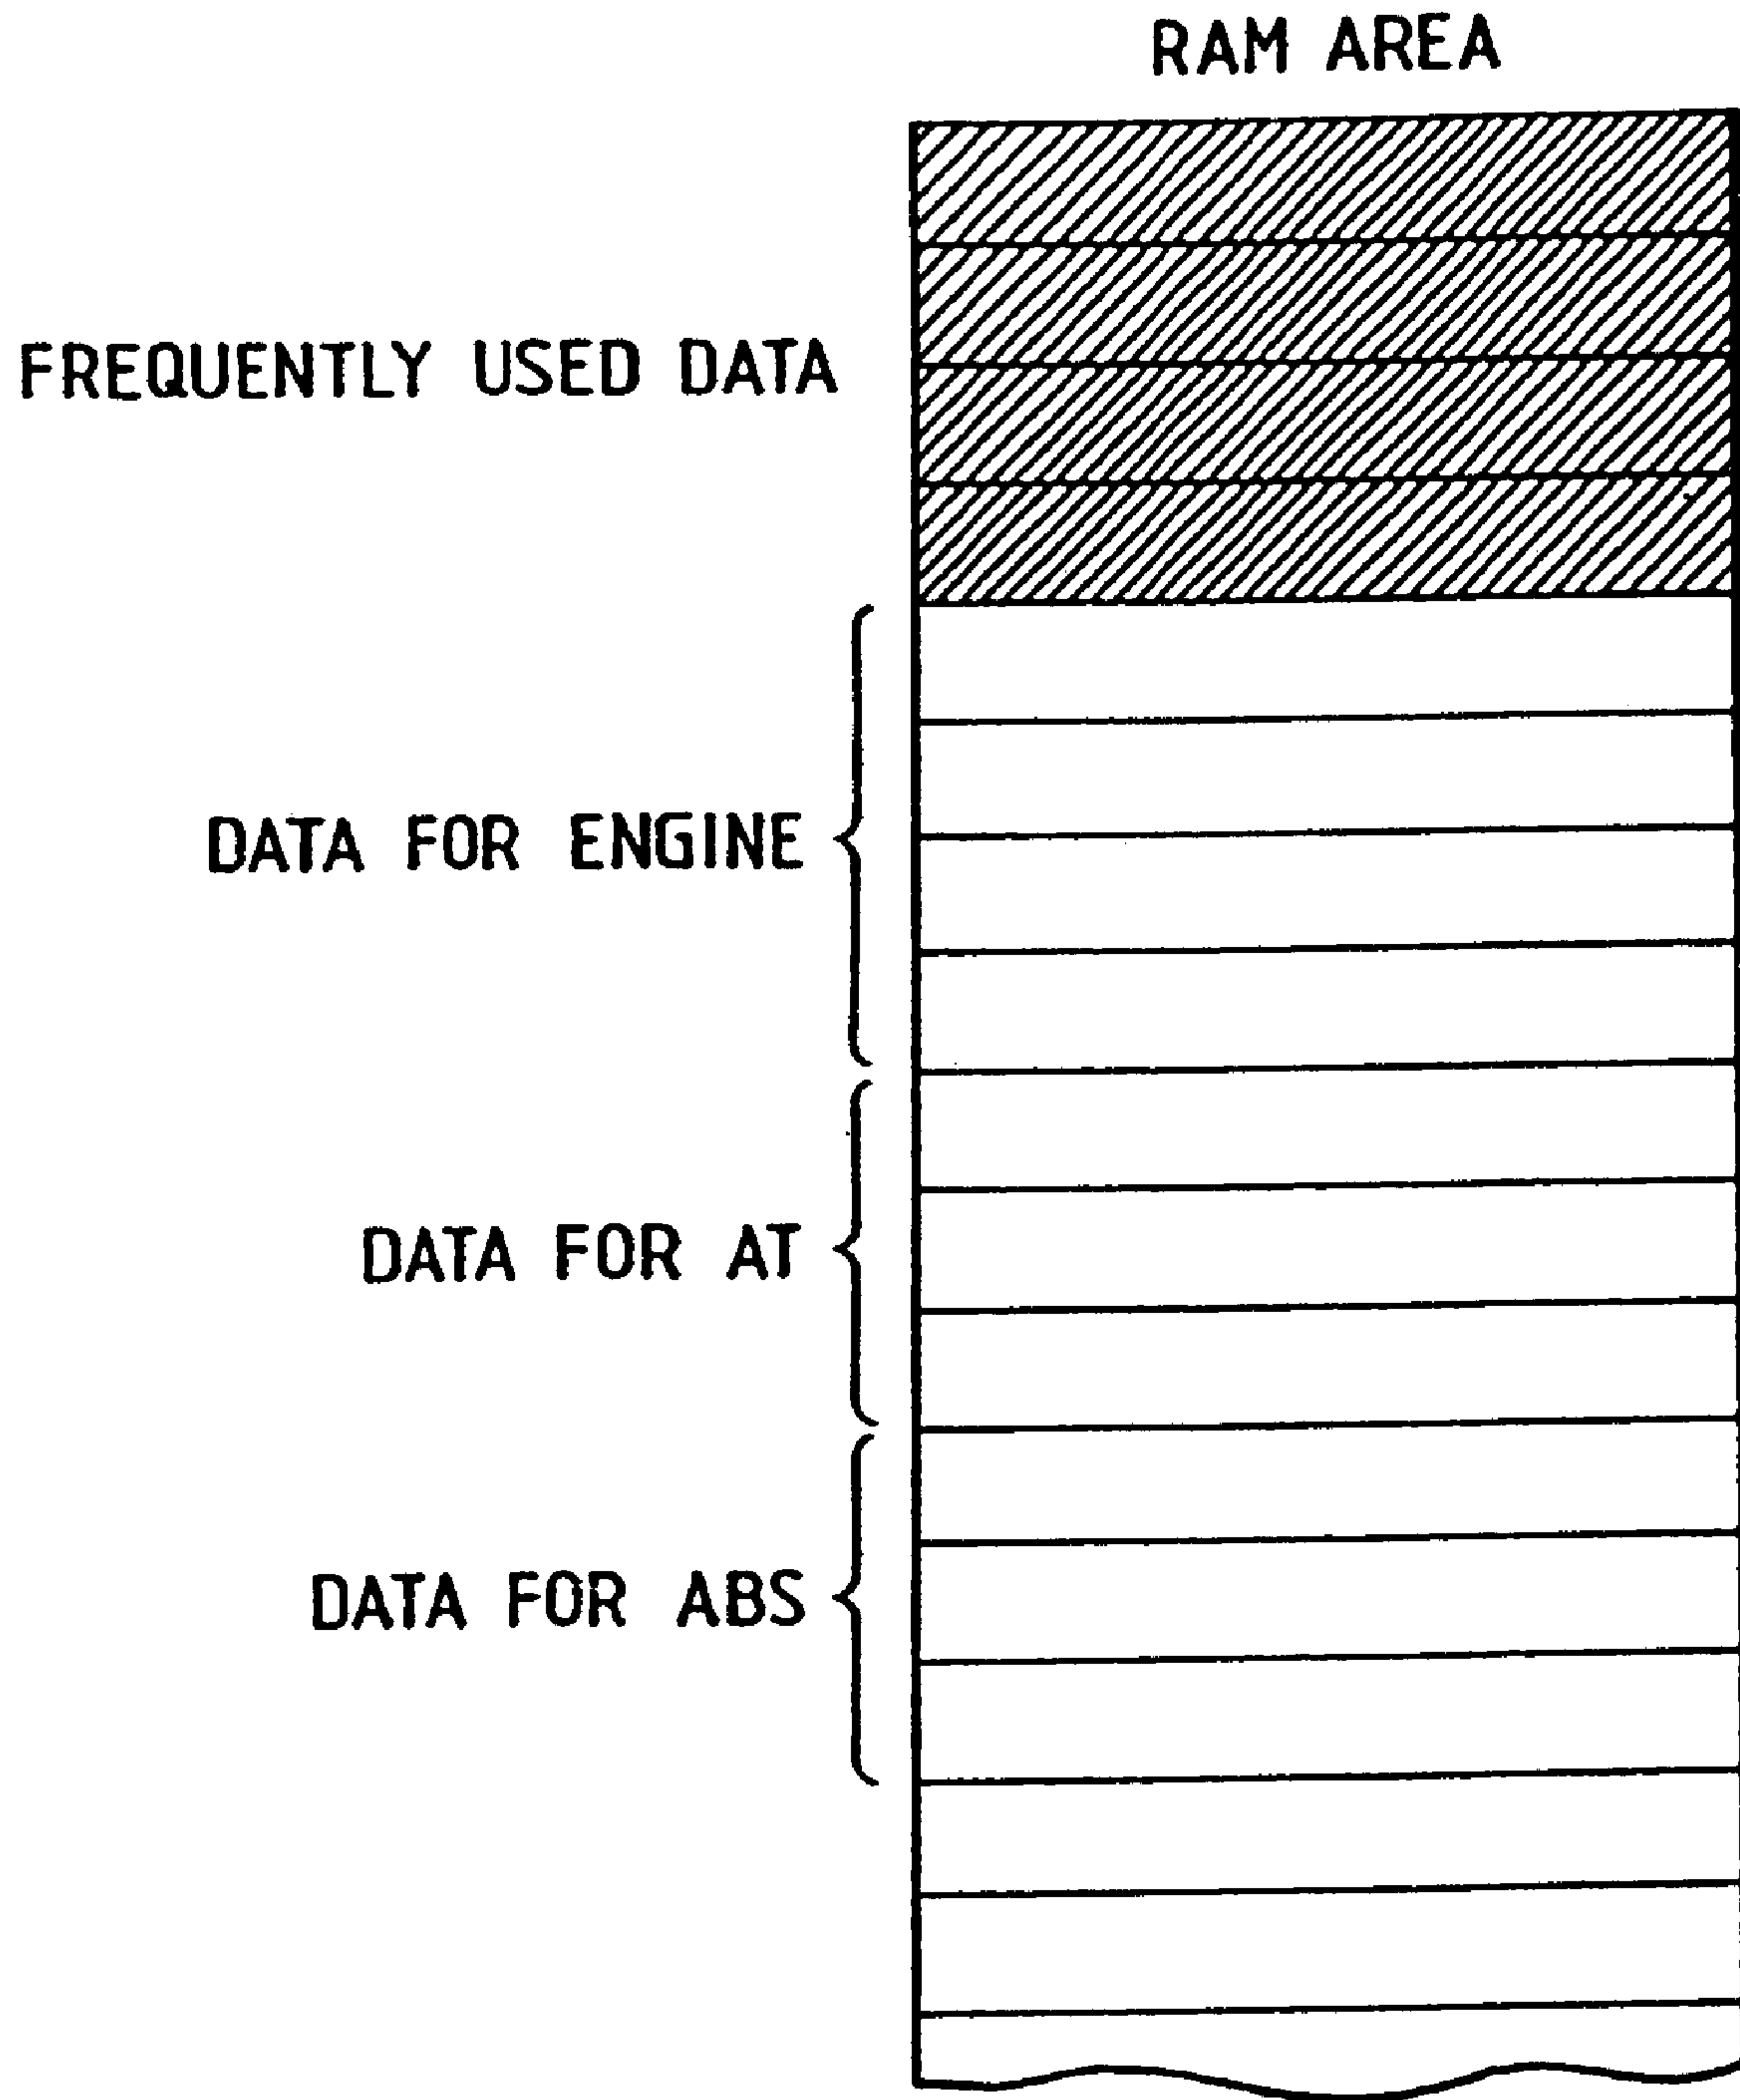 RAM AREA
FREQUENTLY USED DATA
DATA FOR ENGINE
DATA FOR AT
DATA FOR ABS